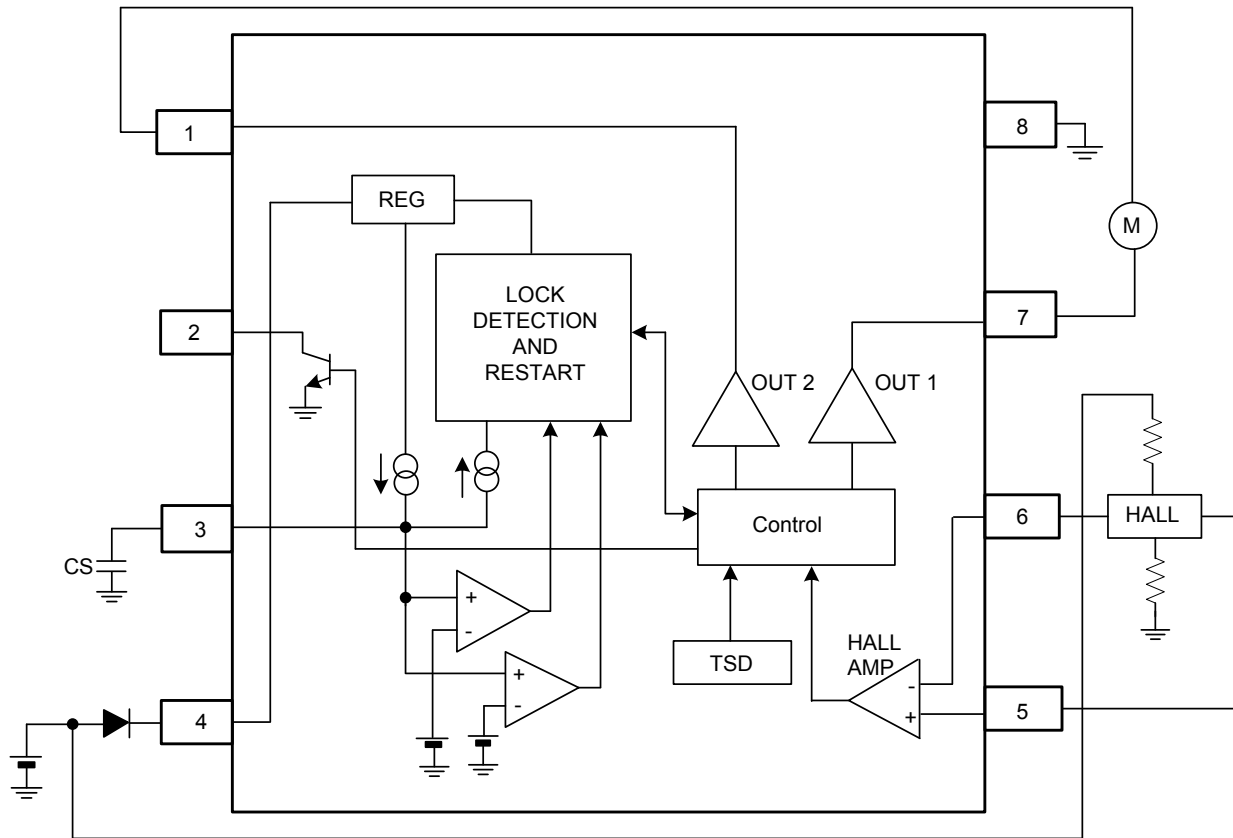 1
8
REG
M
LOCK
DETECTION
AND
RESTART
2
7
OUT 2
OUT 1
3
Control
6
HALL
CS
+
-
TSD
HALL
AMP
+
-
-
+
4
5